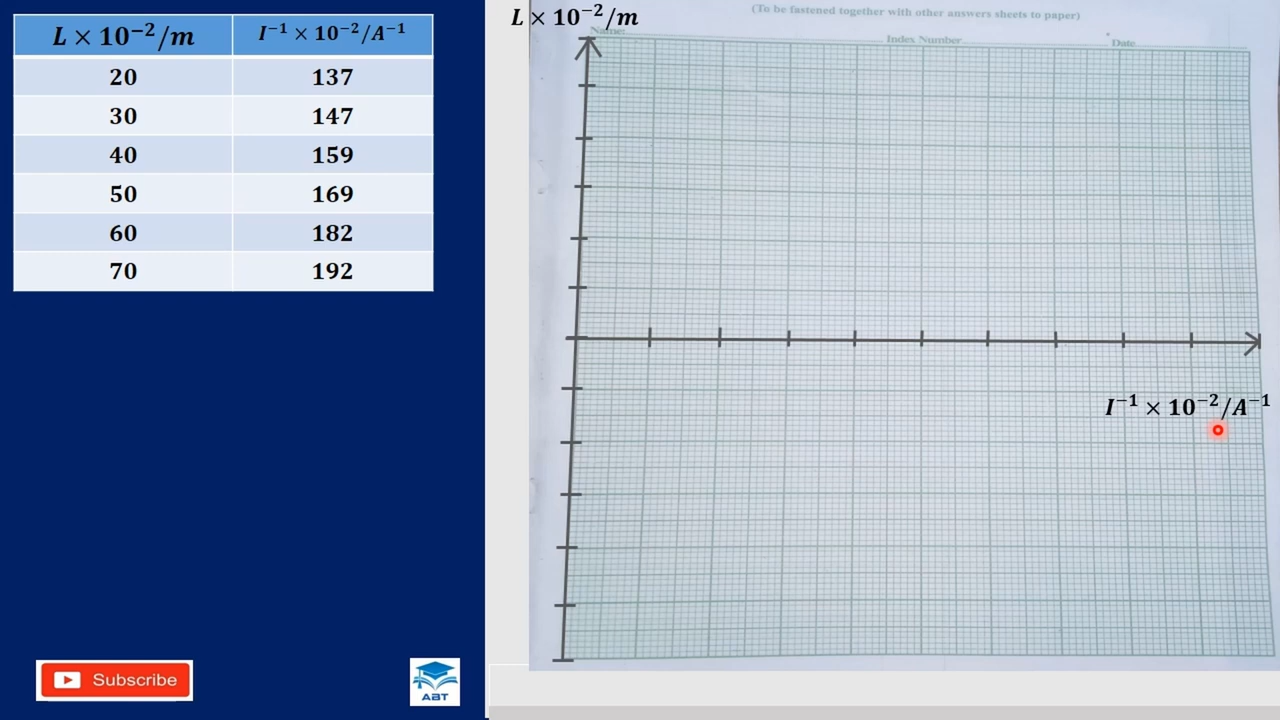 L × 10⁻²/m
I⁻¹ × 10⁻²/A⁻¹
20 137
30 147
40 159
50 169
60 182
70 192
L × 10⁻²/m
(To be fastened together with other answers sheets to paper)
Name:
Index Number
Date
I⁻¹ × 10⁻²/A⁻¹
Subscribe
ABT